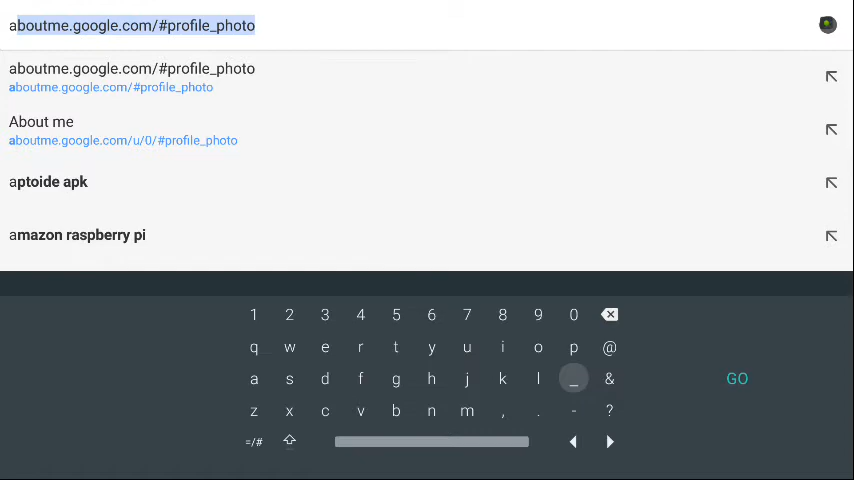 aboutme.google.com/#profile_photo
aboutme.google.com/#profile_photo
aboutme.google.com/#profile_photo
About me
aboutme.google.com/u/0/#profile_photo
aptoide apk
amazon raspberry pi
1 2 3 4 5 6 7 8 9 0
q w e r t y u i o p @
a s d f g h j k l _ & GO
z x c v b n m , . - ?
=/#